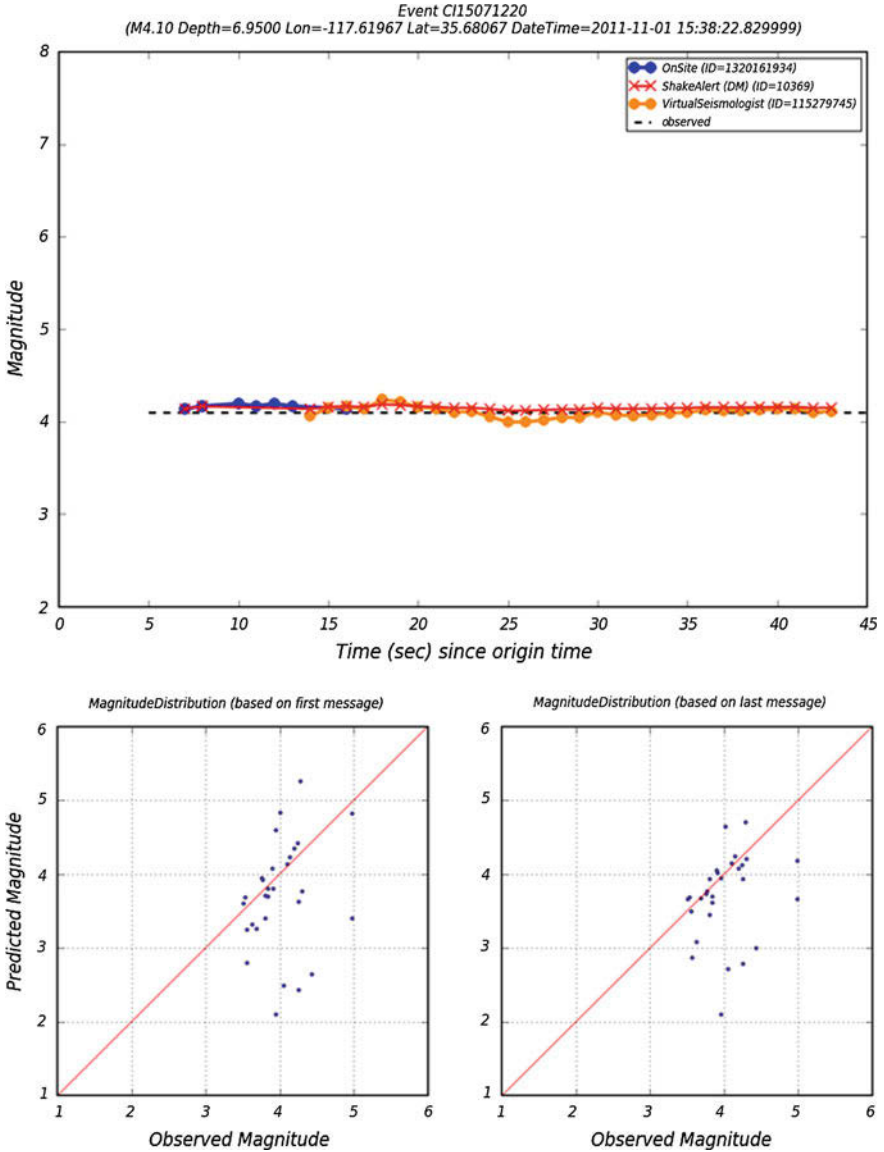 Event CI15071220
(M4.10 Depth=6.9500 Lon=-117.61967 Lat=35.68067 DateTime=2011-11-01 15:38:22.829999)
8
7
6
5
4
3
2
Magnitude
OnSite (ID=1320161934)
ShakeAlert (DM) (ID=10369)
VirtualSeismologist (ID=115279745)
observed
0 5 10 15 20 25 30 35 40 45
Time (sec) since origin time
MagnitudeDistribution (based on first message)
6
5
4
3
2
1
Predicted Magnitude
1 2 3 4 5 6
Observed Magnitude
MagnitudeDistribution (based on last message)
6
5
4
3
2
1
1 2 3 4 5 6
Observed Magnitude